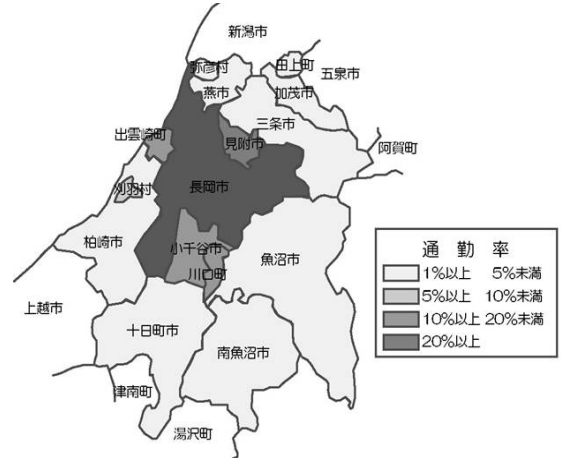 新潟市
弥彦村
田上町
五泉市
燕市
加茂市
三条市
出雲崎町
見附市
阿賀町
長岡市
刈羽村
柏崎市
小千谷市
魚沼市
川口町
上越市
十日町市
南魚沼市
津南町
湯沢町
通勤率
1%以上 5%未満
5%以上 10%未満
10%以上 20%未満
20%以上